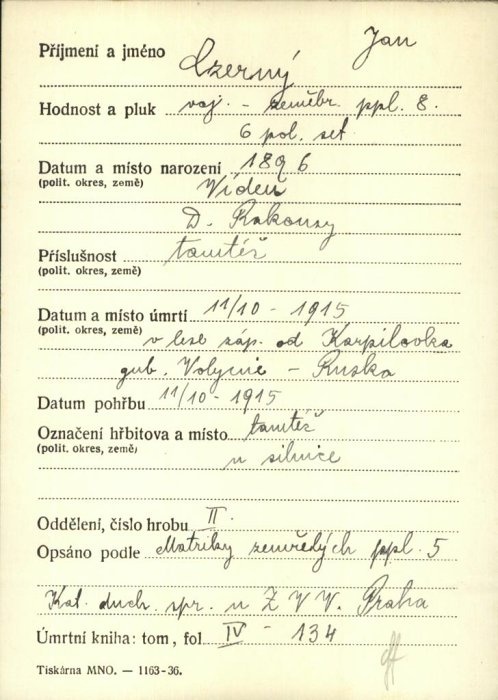 Jan
Příjmení a jméno Czerný
Hodnost a pluk voj. - zeměbr. ppl. 8.
6 pol. set.
Datum a místo narození 1896
(polit. okres, země) Vídeň
D. Rakousy
Příslušnost tamtéž
(polit. okres, země)
Datum a místo úmrtí 11/10 - 1915
(polit. okres, země) v lese záp. od Karpilovka
gub. Volynie - Ruska
Datum pohřbu 11/10 - 1915
Označení hřbitova a místo tamtéž
(polit. okres, země) u silnice
Oddělení, číslo hrobu II.
Opsáno podle Matriky zemřelých ppl. 5
Kat. duch. spr. u Z V V. Praha
Úmrtní kniha: tom, fol IV - 134
Tiskárna MNO. — 1163-36.